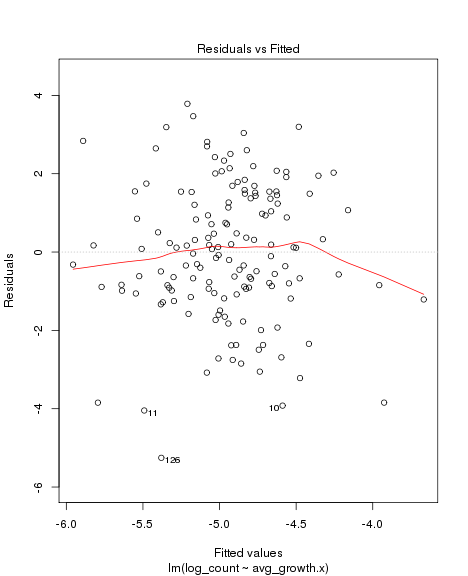 Residuals vs Fitted
4
2
0
-2
-4
-6
Residuals
11
10
126
-6.0 -5.5 -5.0 -4.5 -4.0
Fitted values
lm(log_count ~ avg_growth.x)